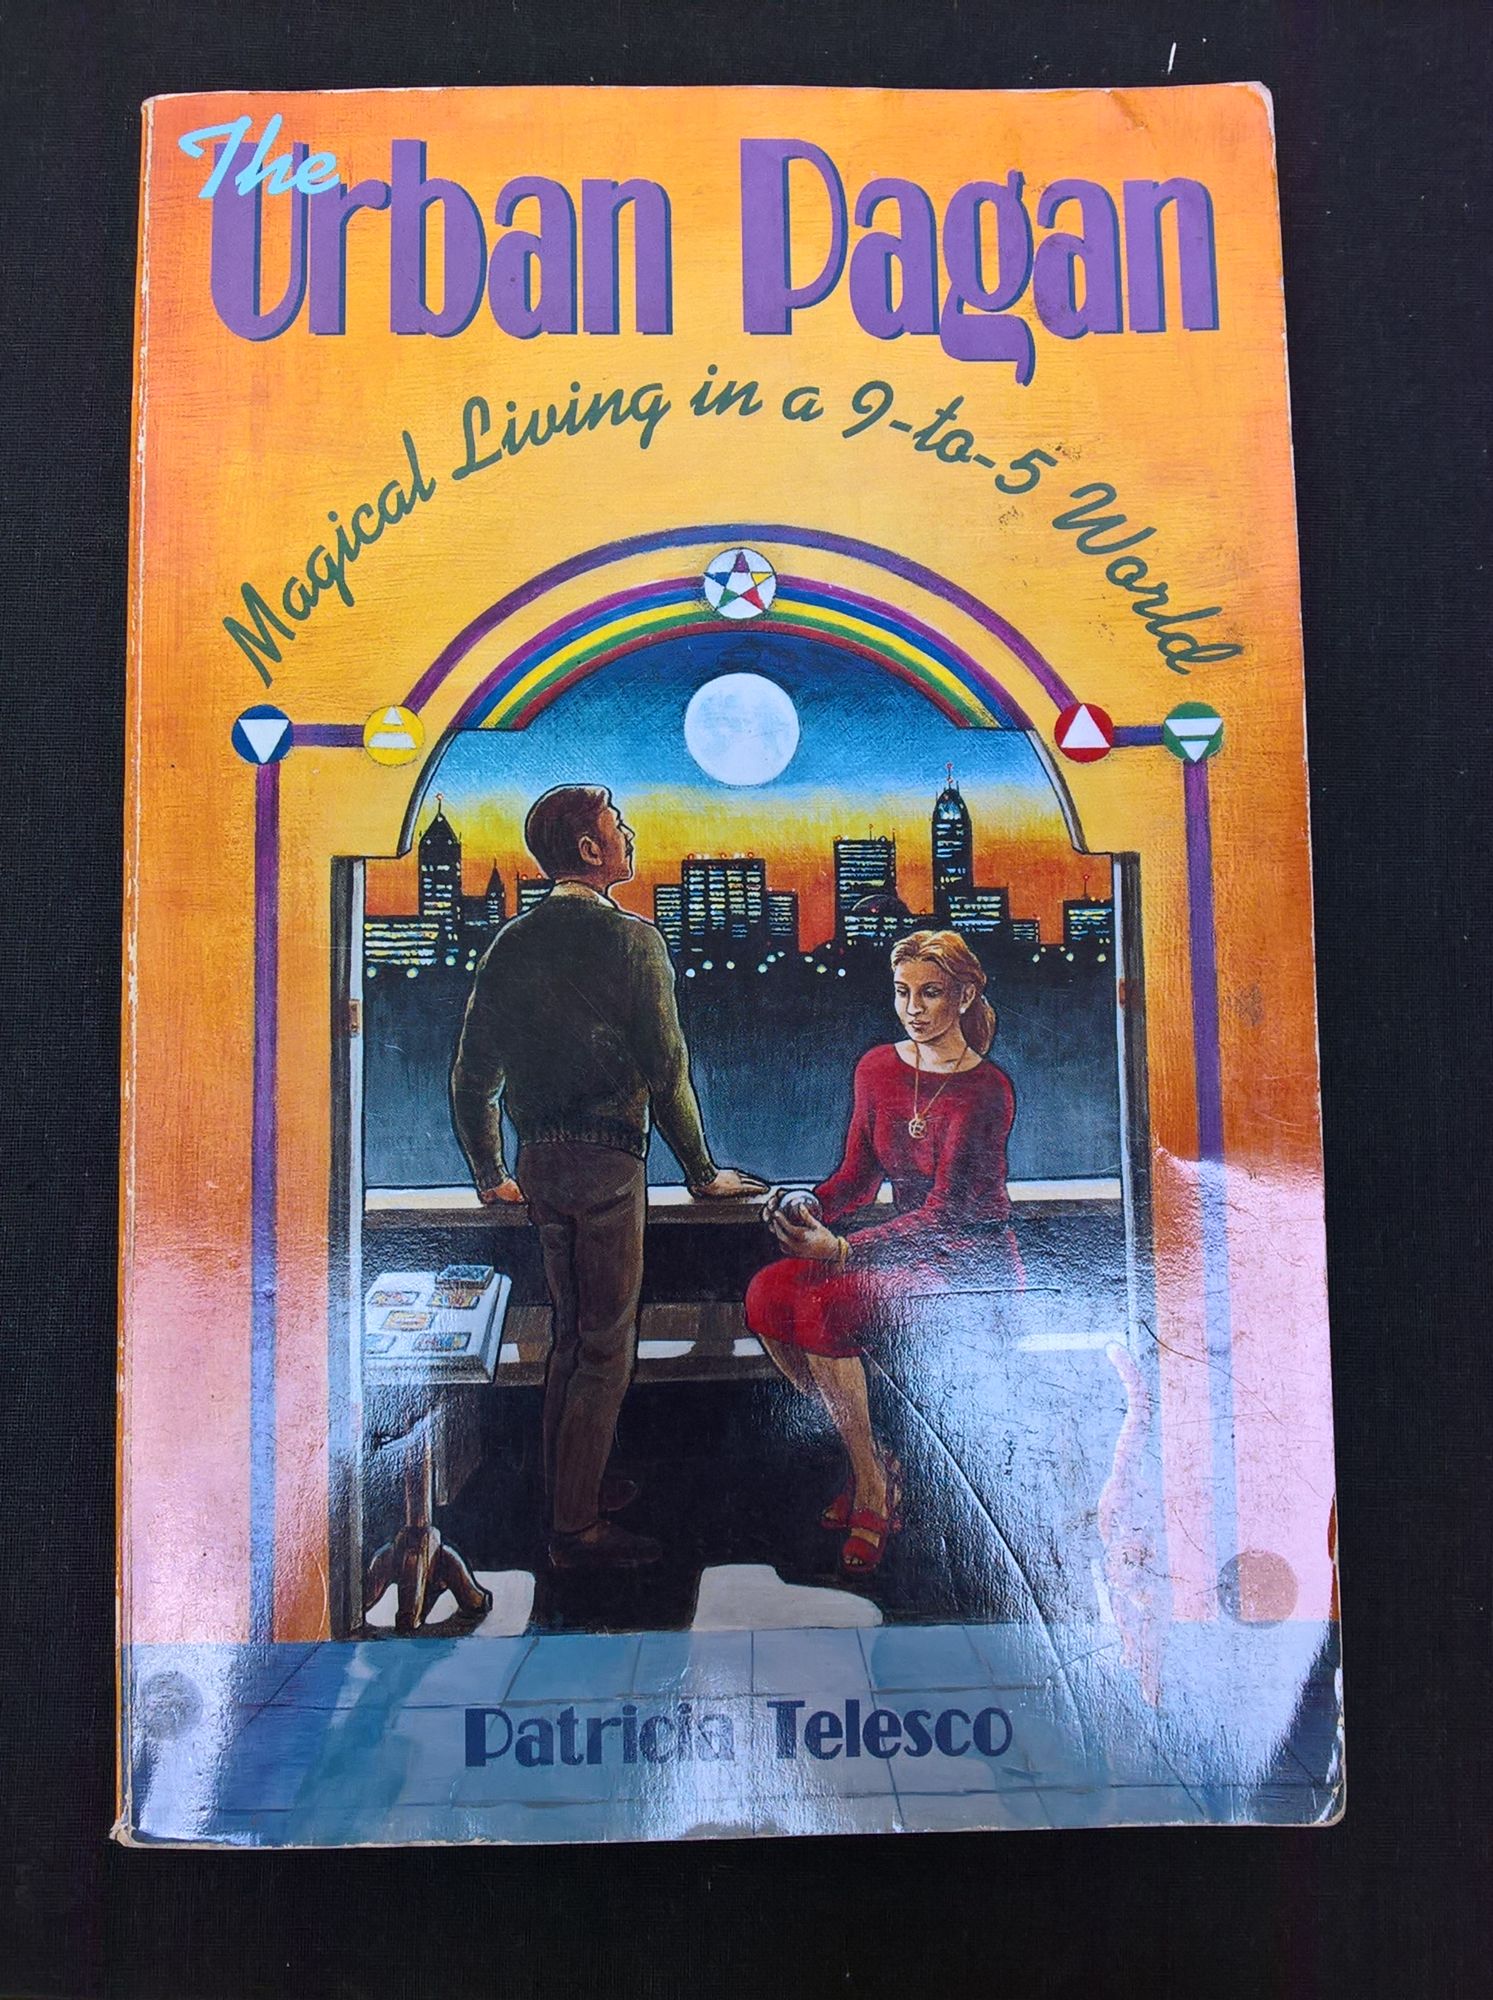 The
Urban Pagan
Magical Living in a 9-to-5 World
Patricia Telesco